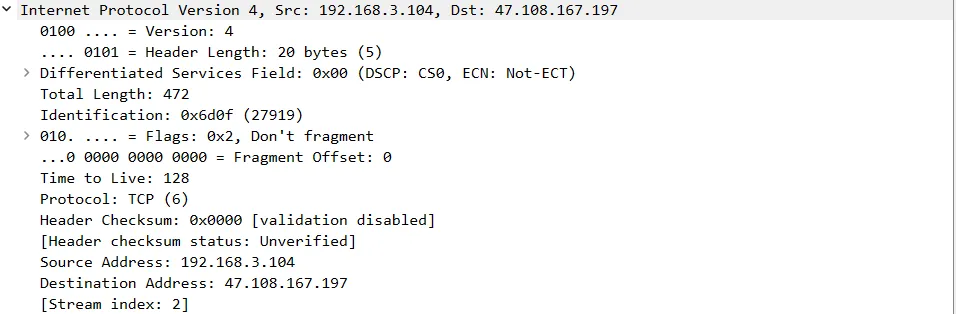 Internet Protocol Version 4, Src: 192.168.3.104, Dst: 47.108.167.197
0100 .... = Version: 4
.... 0101 = Header Length: 20 bytes (5)
Differentiated Services Field: 0x00 (DSCP: CS0, ECN: Not-ECT)
Total Length: 472
Identification: 0x6d0f (27919)
010. .... = Flags: 0x2, Don't fragment
...0 0000 0000 0000 = Fragment Offset: 0
Time to Live: 128
Protocol: TCP (6)
Header Checksum: 0x0000 [validation disabled]
[Header checksum status: Unverified]
Source Address: 192.168.3.104
Destination Address: 47.108.167.197
[Stream index: 2]